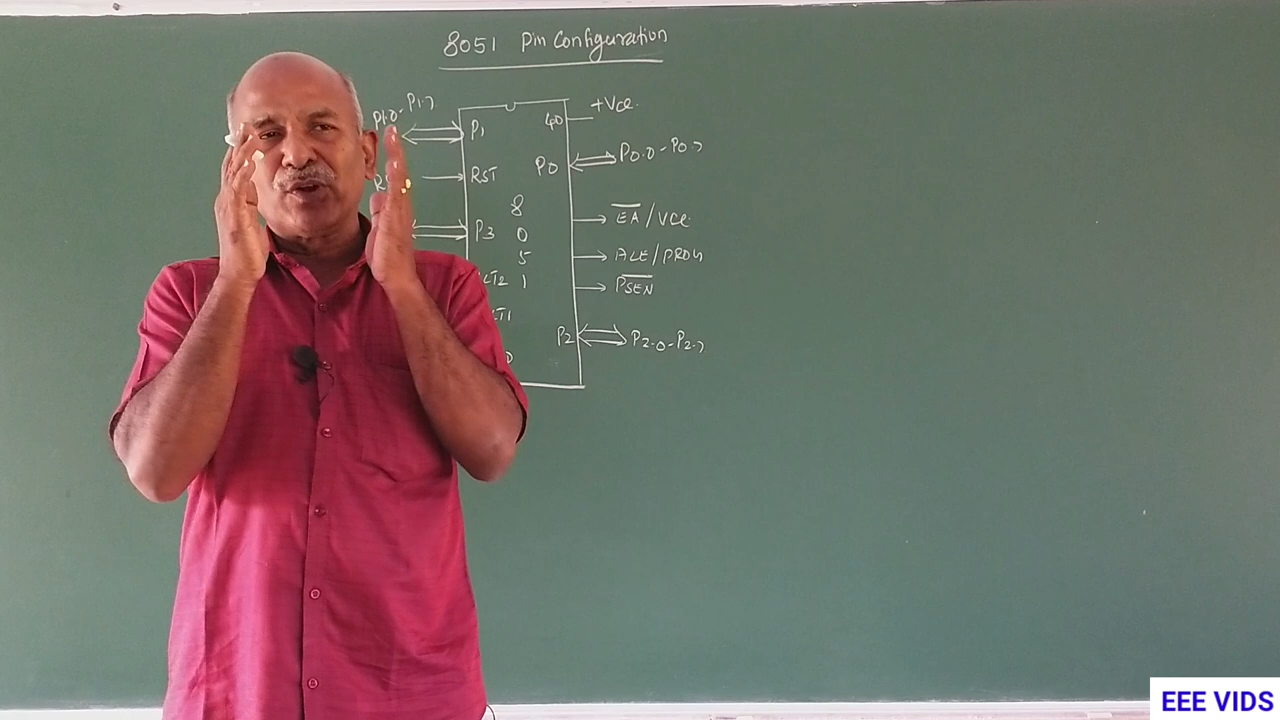 8051 Pin Configuration
P1.0-P1.7
P1
40
+Vcc
P0
P0.0-P0.7
RST
8
0
5
1
EA/Vcc
P3
ALE/PROG
PSEN
P2
P2.0-P2.7
EEE VIDS